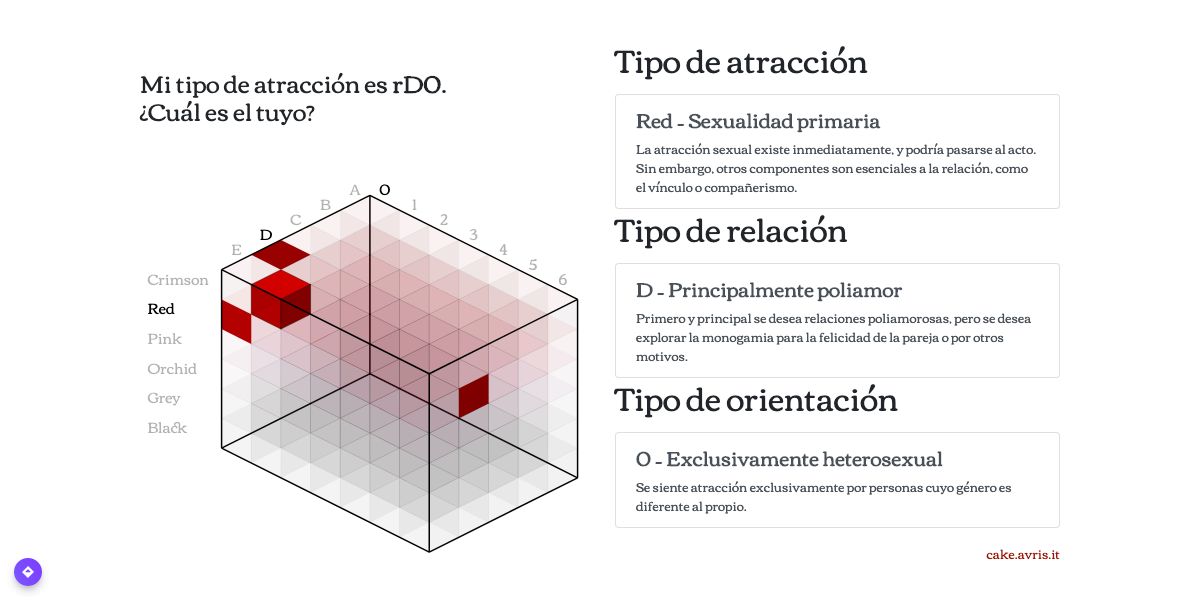 Mi tipo de atracción es rD0.
¿Cuál es el tuyo?
A
0
B
1
C
2
D
3
E
4
5
6
Crimson
Red
Pink
Orchid
Grey
Black
Tipo de atracción
Red - Sexualidad primaria
La atracción sexual existe inmediatamente, y podría pasarse al acto.
Sin embargo, otros componentes son esenciales a la relación, como
el vínculo o compañerismo.
Tipo de relación
D - Principalmente poliamor
Primero y principal se desea relaciones poliamorosas, pero se desea
explorar la monogamia para la felicidad de la pareja o por otros
motivos.
Tipo de orientación
0 - Exclusivamente heterosexual
Se siente atracción exclusivamente por personas cuyo género es
diferente al propio.
cake.avris.it